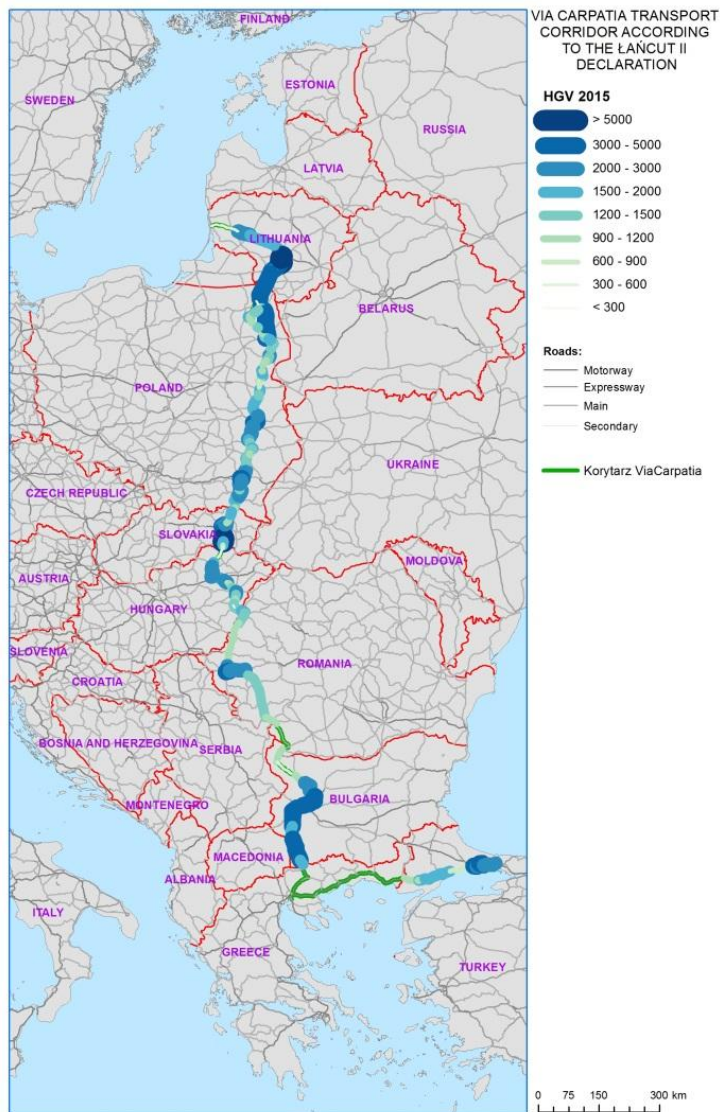 VIA CARPATIA TRANSPORT
CORRIDOR ACCORDING
TO THE ŁAŃCUT II
DECLARATION
HGV 2015
> 5000
3000 - 5000
2000 - 3000
1500 - 2000
1200 - 1500
900 - 1200
600 - 900
300 - 600
< 300
Roads:
Motorway
Expressway
Main
Secondary
Korytarz ViaCarpatia
FINLAND
ESTONIA
SWEDEN
RUSSIA
LATVIA
LITHUANIA
BELARUS
POLAND
UKRAINE
CZECH REPUBLIC
SLOVAKIA
MOLDOVA
AUSTRIA
HUNGARY
SLOVENIA
ROMANIA
CROATIA
BOSNIA AND HERZEGOVINA
SERBIA
BULGARIA
MONTENEGRO
MACEDONIA
ALBANIA
ITALY
GREECE
TURKEY
0 75 150 300 km